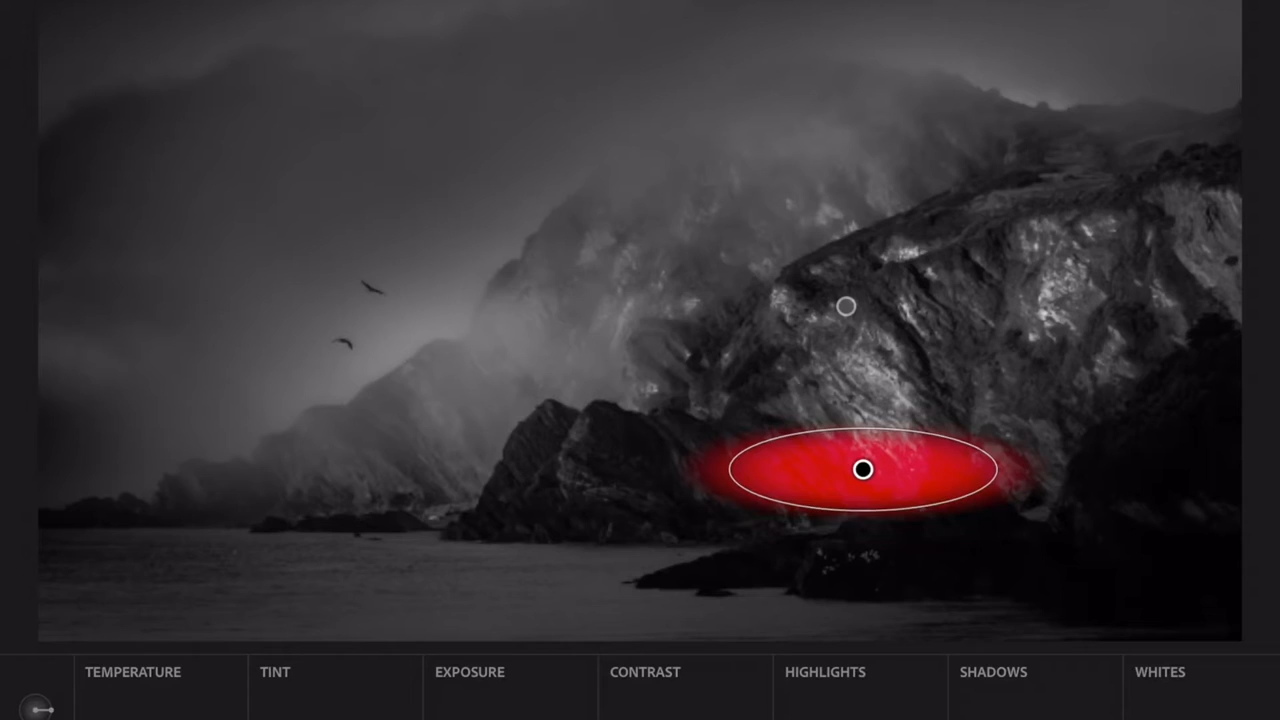 TEMPERATURE
TINT
EXPOSURE
CONTRAST
HIGHLIGHTS
SHADOWS
WHITES